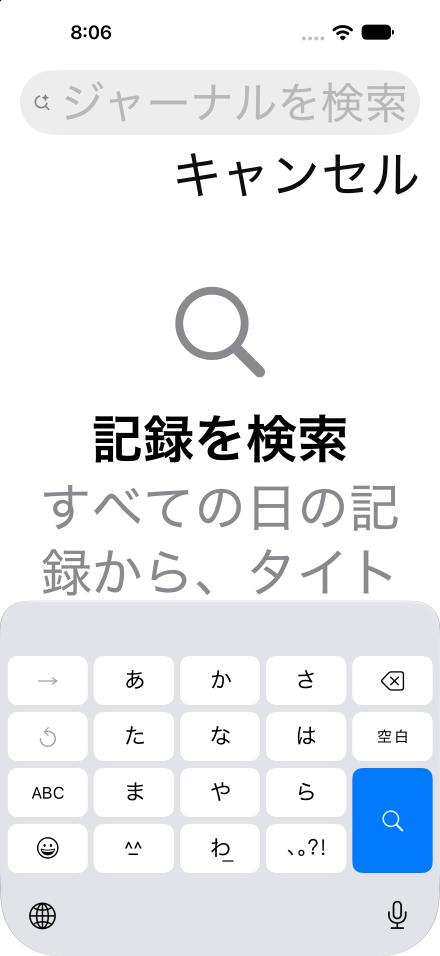 8:06
ジャーナルを検索
キャンセル
記録を検索
すべての日の記
録から、タイト
→ あ か さ
た な は 空白
ABC ま や ら
^^ わ_ 、。?!